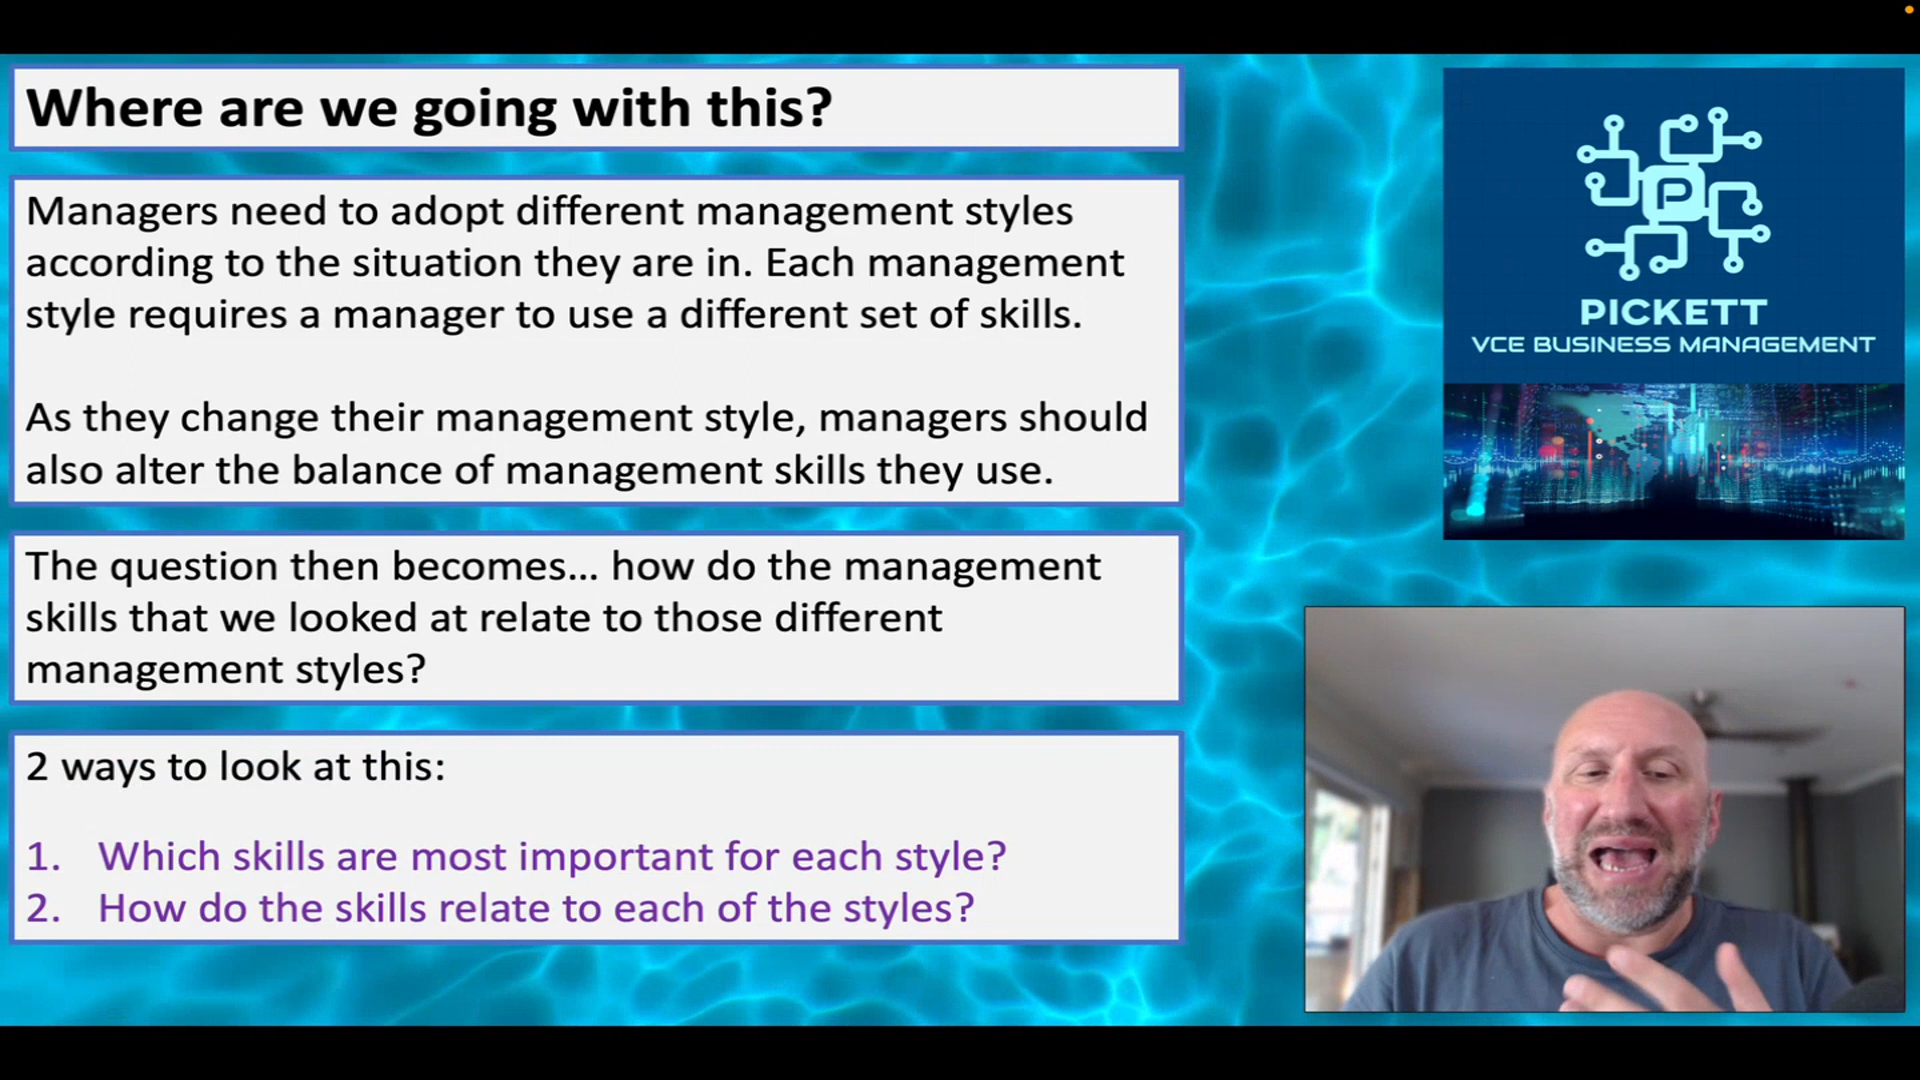 Where are we going with this?
Managers need to adopt different management styles
according to the situation they are in. Each management
style requires a manager to use a different set of skills.
As they change their management style, managers should
also alter the balance of management skills they use.
The question then becomes... how do the management
skills that we looked at relate to those different
management styles?
2 ways to look at this:
1. Which skills are most important for each style?
2. How do the skills relate to each of the styles?
P
PICKETT
VCE BUSINESS MANAGEMENT